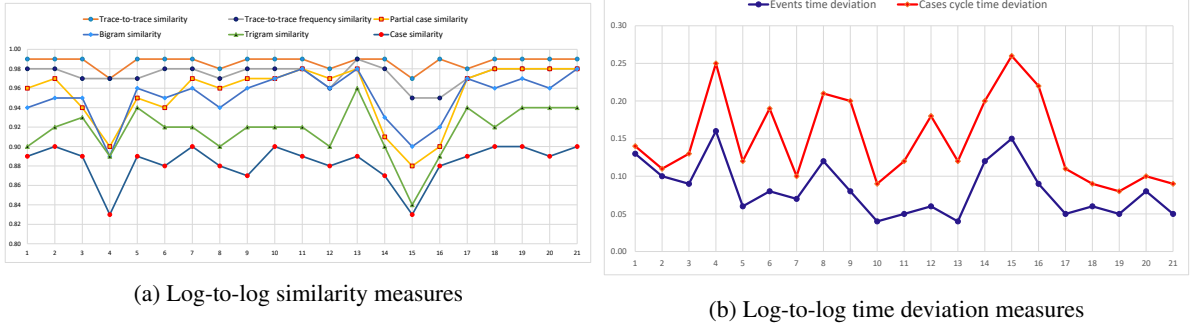 Trace-to-trace similarity Trace-to-trace frequency similarity Partial case similarity
Bigram similarity Trigram similarity Case similarity
1.00
0.98
0.96
0.94
0.92
0.90
0.88
0.86
0.84
0.82
0.80
1 2 3 4 5 6 7 8 9 10 11 12 13 14 15 16 17 18 19 20 21
(a) Log-to-log similarity measures
Events time deviation Cases cycle time deviation
0.30
0.25
0.20
0.15
0.10
0.05
0.00
1 2 3 4 5 6 7 8 9 10 11 12 13 14 15 16 17 18 19 20 21
(b) Log-to-log time deviation measures